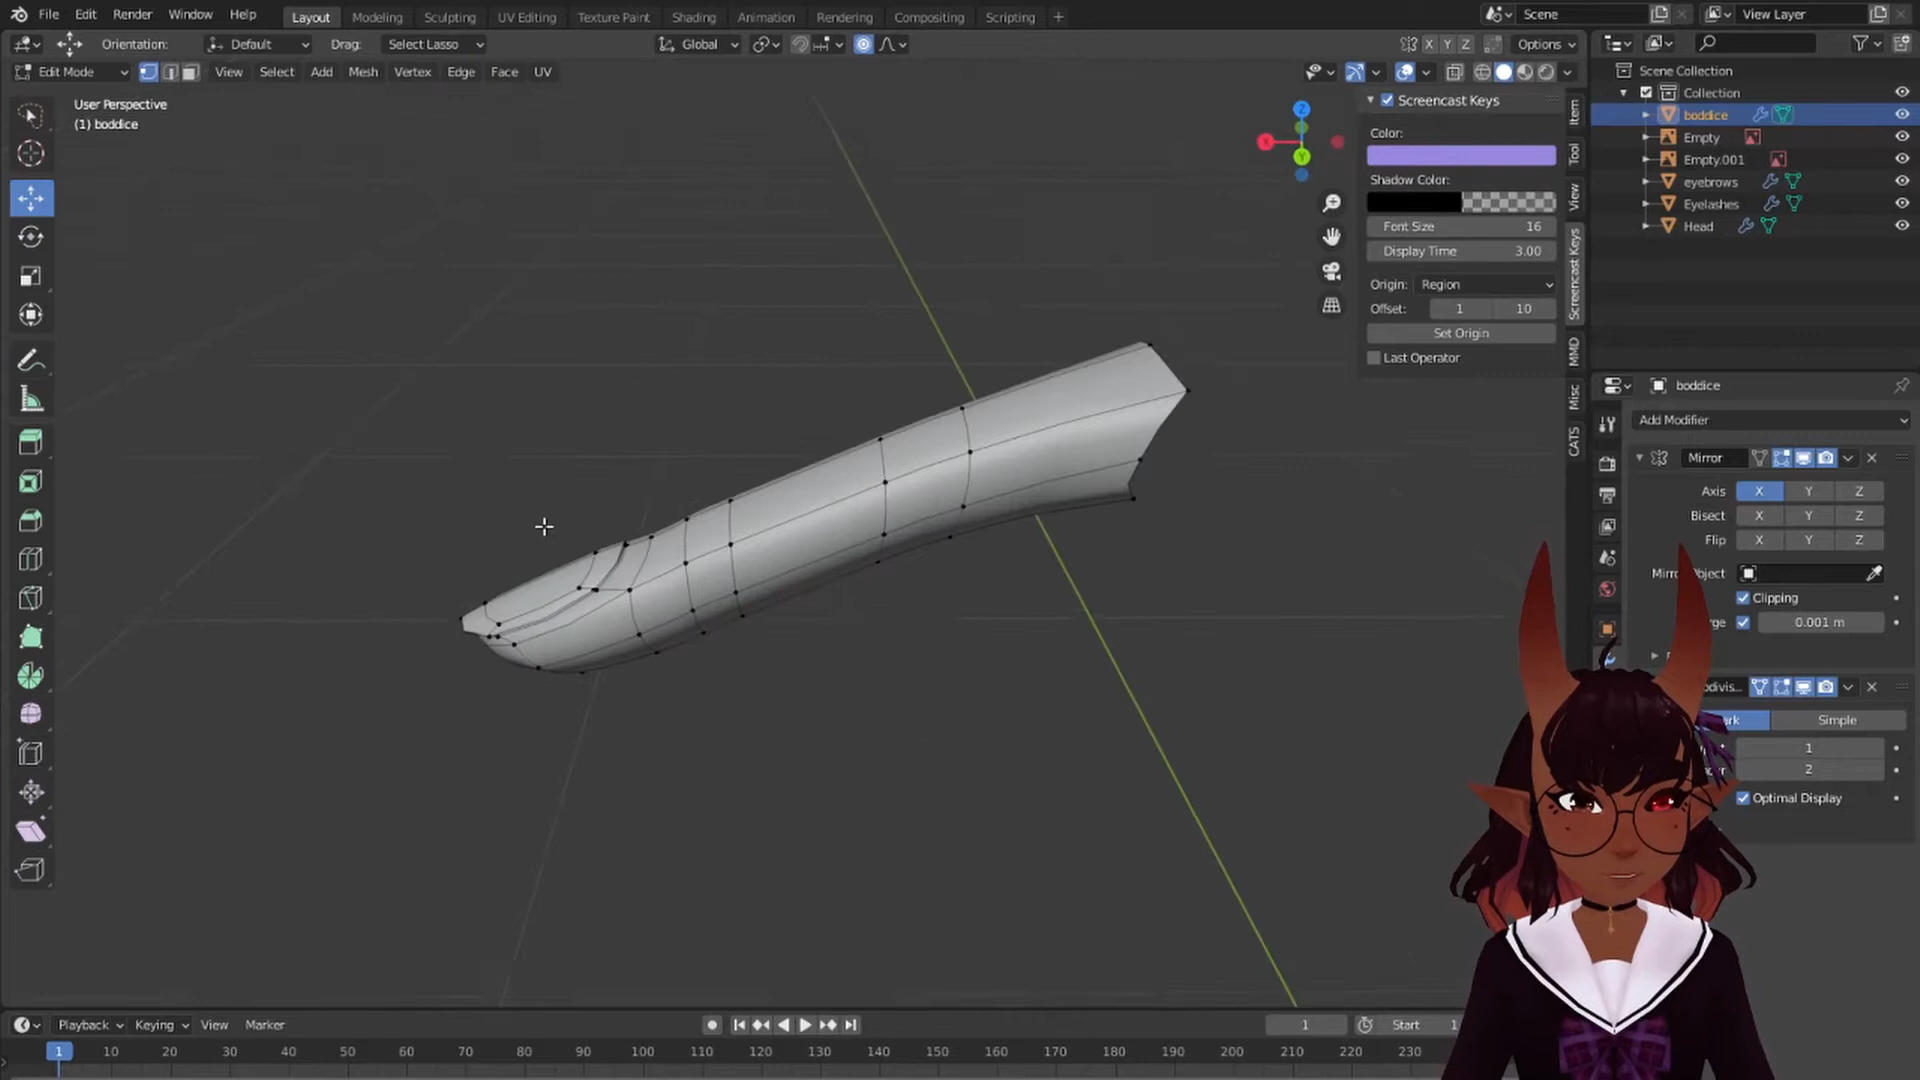 File Edit Render Window Help Layout Modeling Sculpting UV Editing Texture Paint Shading Animation Rendering Compositing Scripting + Scene View Layer
Orientation: Default Drag: Select Lasso Global X Y Z Options
Edit Mode View Select Add Mesh Vertex Edge Face UV
User Perspective
(1) boddice
Z
X
Y
Screencast Keys
Color:
Shadow Color:
Font Size 16
Display Time 3.00
Origin: Region
Offset: 1 10
Set Origin
Last Operator
Item
Tool
View
Screencast Keys
MMD
Misc
CATS
Scene Collection
Collection
boddice
Empty
Empty.001
eyebrows
Eyelashes
Head
boddice
Add Modifier
Mirror
Axis X Y Z
Bisect X Y Z
Flip X Y Z
Clipping
0.001 m
Simple
1
2
Optimal Display
Playback Keying View Marker 1 Start 1
1 10 20 30 40 50 60 70 80 90 100 110 120 130 140 150 160 170 180 190 200 210 220 230